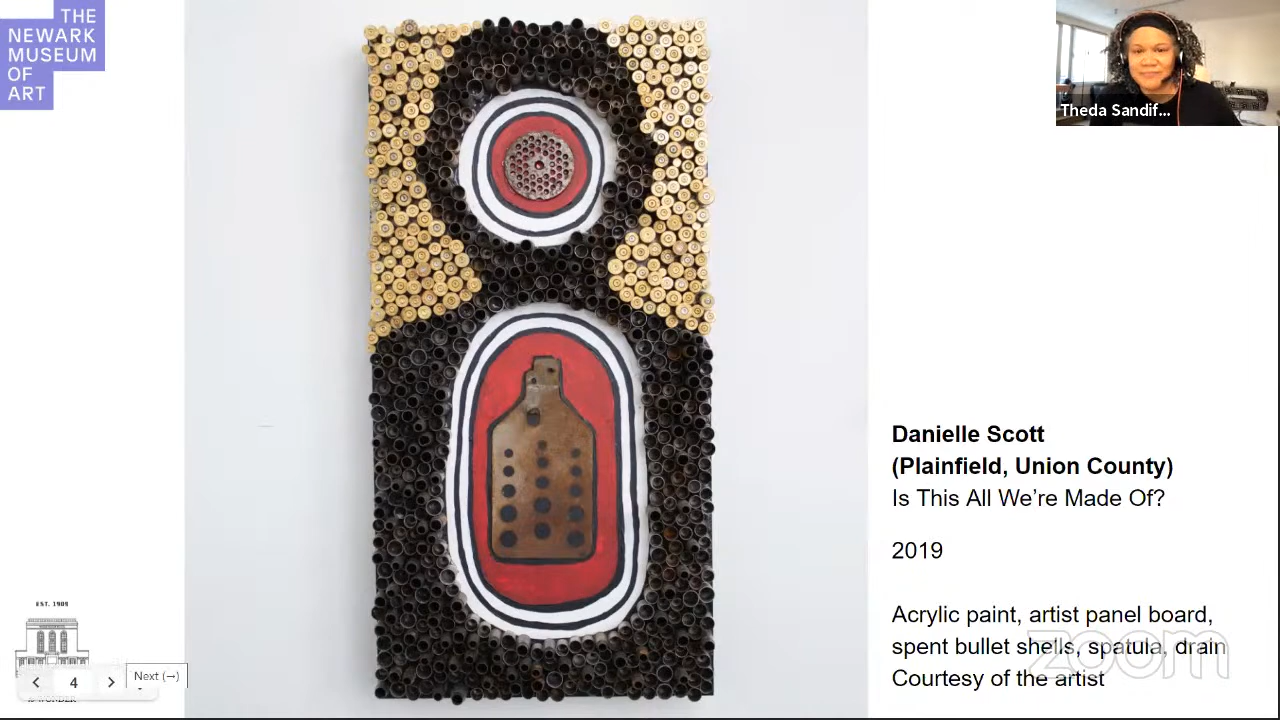 THE
NEWARK
MUSEUM
OF
ART
Theda Sandif...
Danielle Scott
(Plainfield, Union County)
Is This All We're Made Of?
2019
Acrylic paint, artist panel board,
spent bullet shells, spatula, drain
Courtesy of the artist
zoom
EST. 1909
4
Next (→)